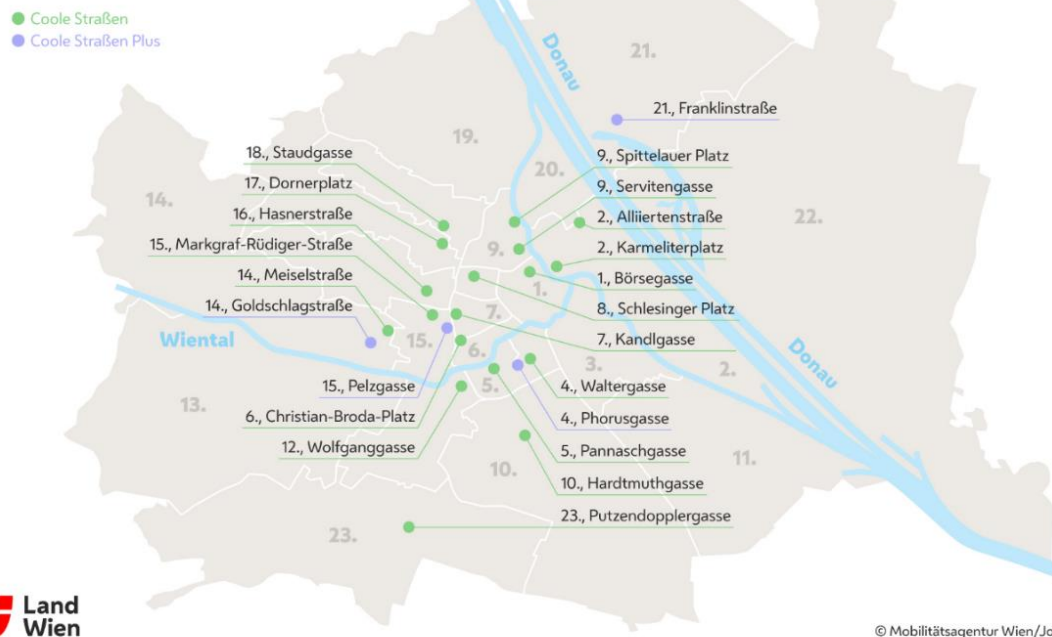 Coole Straßen
Coole Straßen Plus
Donau
21.
21., Franklinstraße
19.
18., Staudgasse
9., Spittelauer Platz
20.
17., Dornerplatz
9., Servitengasse
14.
16., Hasnerstraße
2., Alliiertenstraße
22.
15., Markgraf-Rüdiger-Straße
9.
2., Karmeliterplatz
14., Meiselstraße
1., Börsegasse
1.
14., Goldschlagstraße
7.
8., Schlesinger Platz
Wiental
15.
6.
7., Kandlgasse
Donau
3.
2.
15., Pelzgasse
5.
4., Waltergasse
13.
6., Christian-Broda-Platz
4., Phorusgasse
12., Wolfganggasse
5., Pannaschgasse
11.
10.
10., Hardtmuthgasse
23., Putzendopplergasse
23.
Land
Wien
© Mobilitätsagentur Wien/